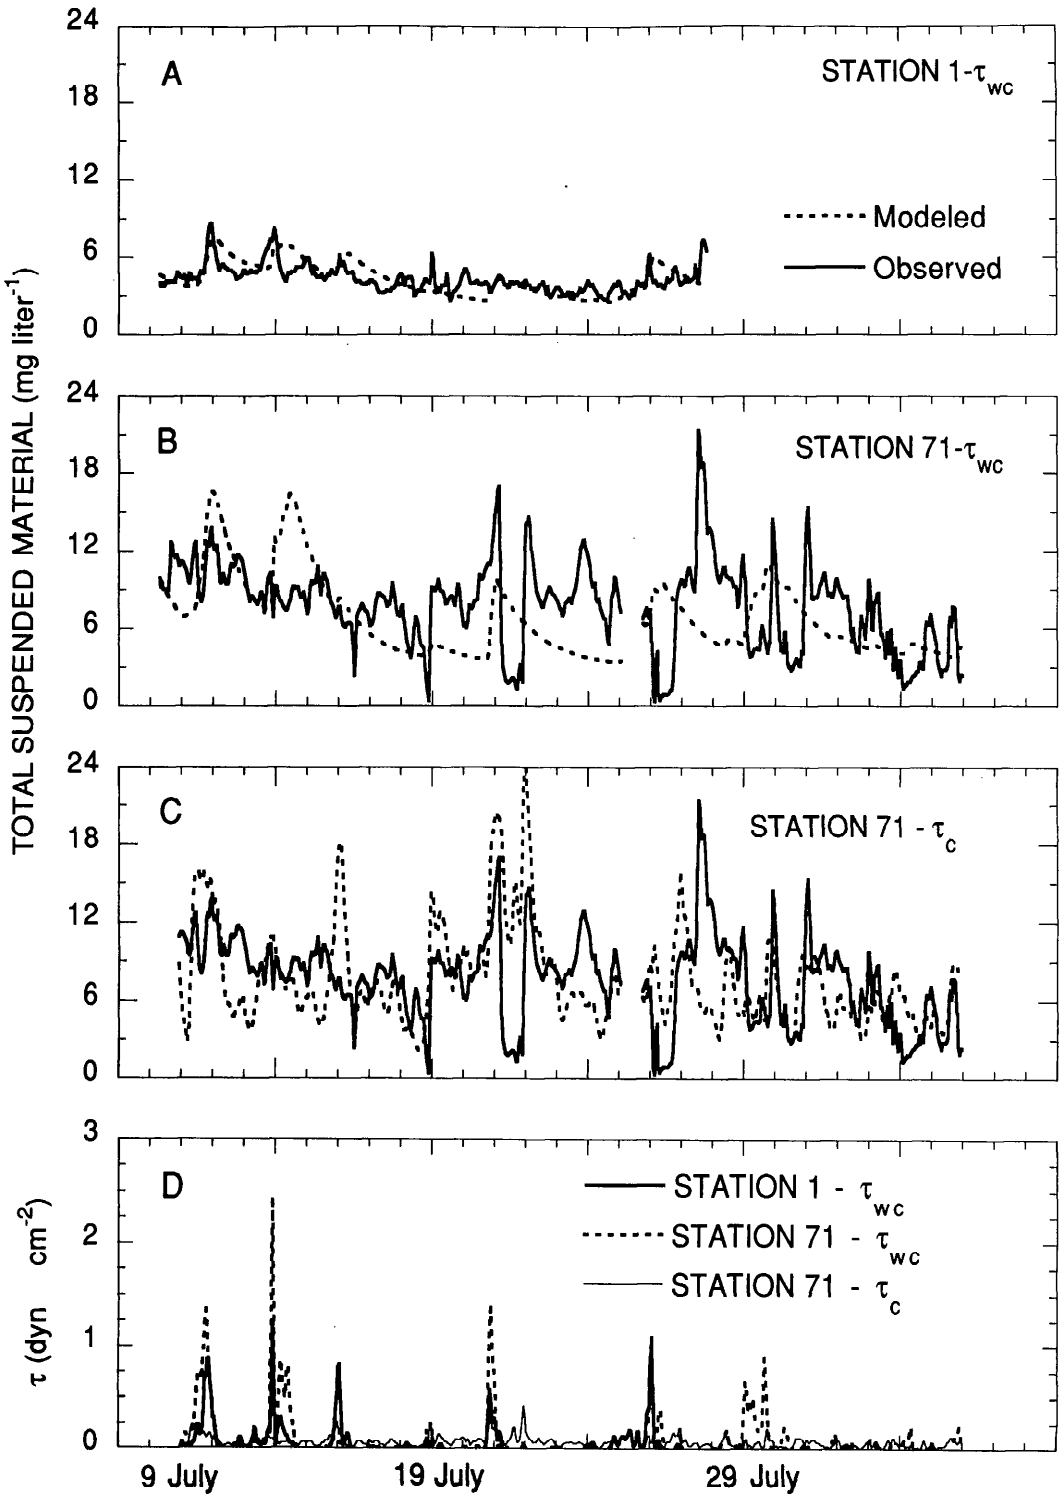 TOTAL SUSPENDED MATERIAL (mg liter-1)
24
18
12
6
0
A
STATION 1-τwc
Modeled
Observed
24
18
12
6
0
B
STATION 71-τwc
24
18
12
6
0
C
STATION 71 - τc
τ (dyn cm-2)
3
2
1
0
D
STATION 1 - τwc
STATION 71 - τwc
STATION 71 - τc
9 July
19 July
29 July